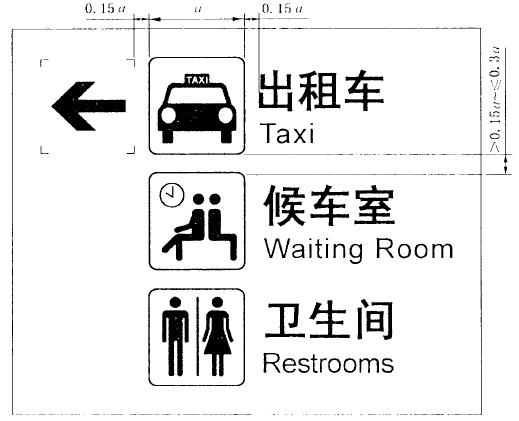 0.15a a 0.15a
TAXI
出租车
Taxi
>0.15a~≤0.3a
候车室
Waiting Room
卫生间
Restrooms